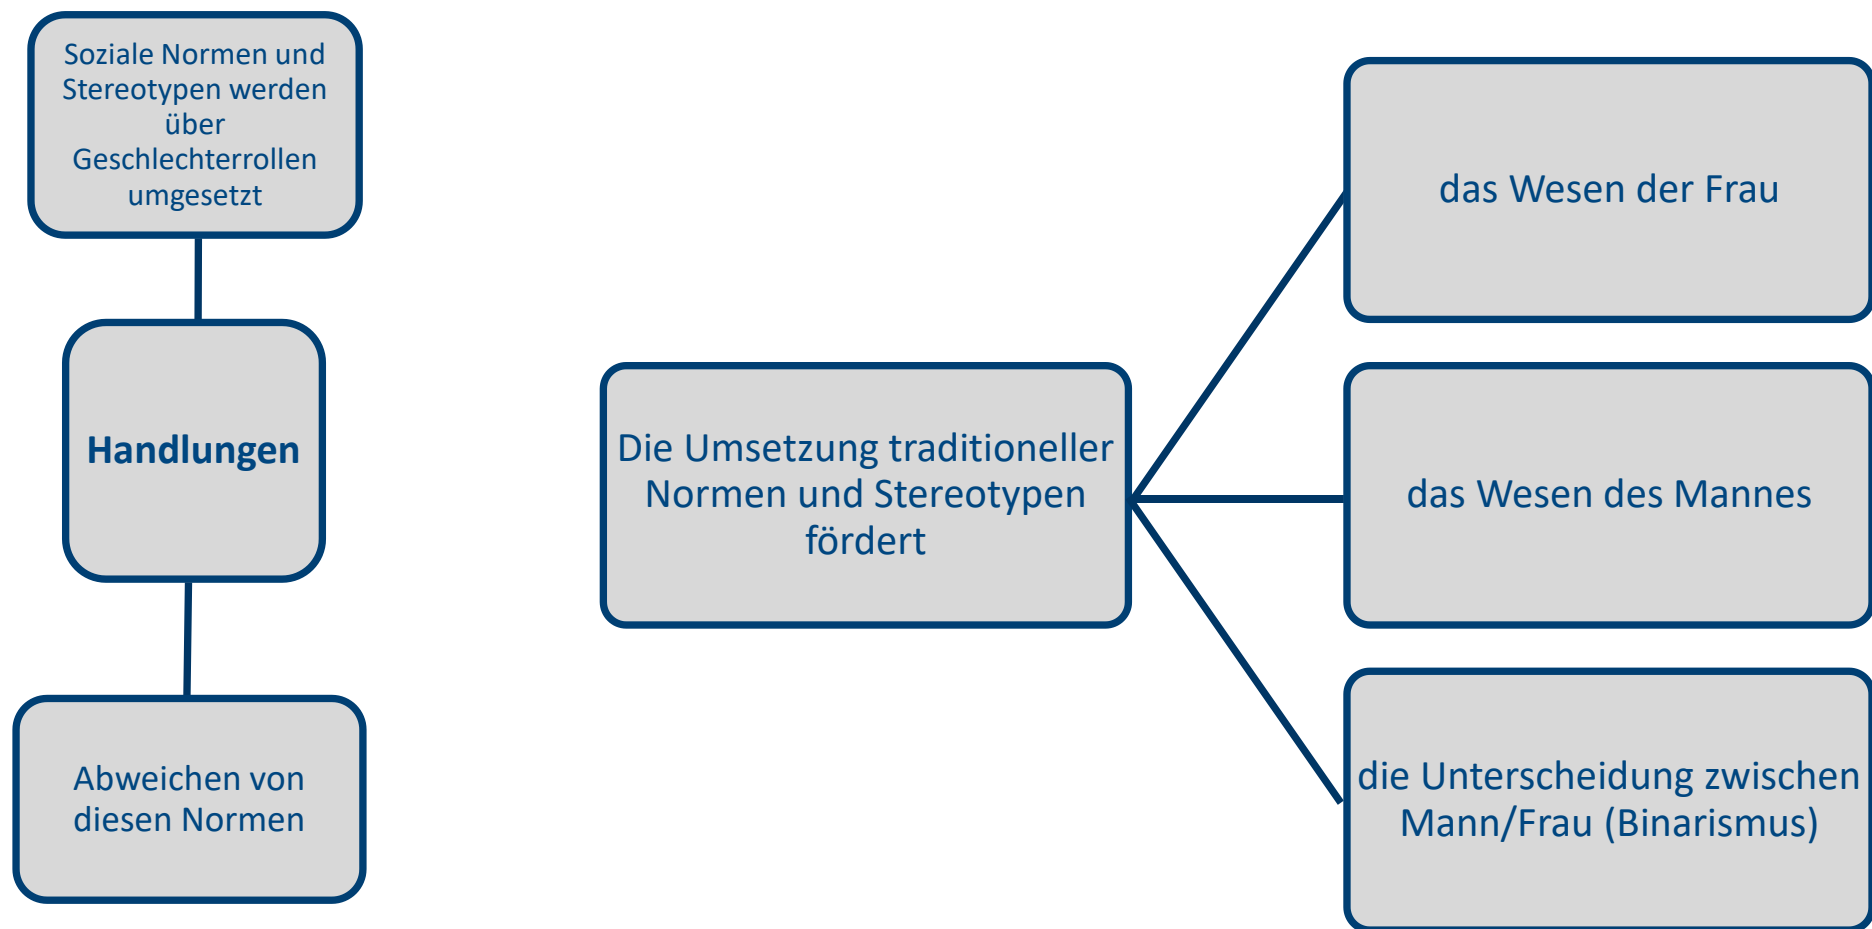 Soziale Normen und
Stereotypen werden
über
Geschlechterrollen
umgesetzt
Handlungen
Abweichen von
diesen Normen
Die Umsetzung traditioneller
Normen und Stereotypen
fördert
das Wesen der Frau
das Wesen des Mannes
die Unterscheidung zwischen
Mann/Frau (Binarismus)